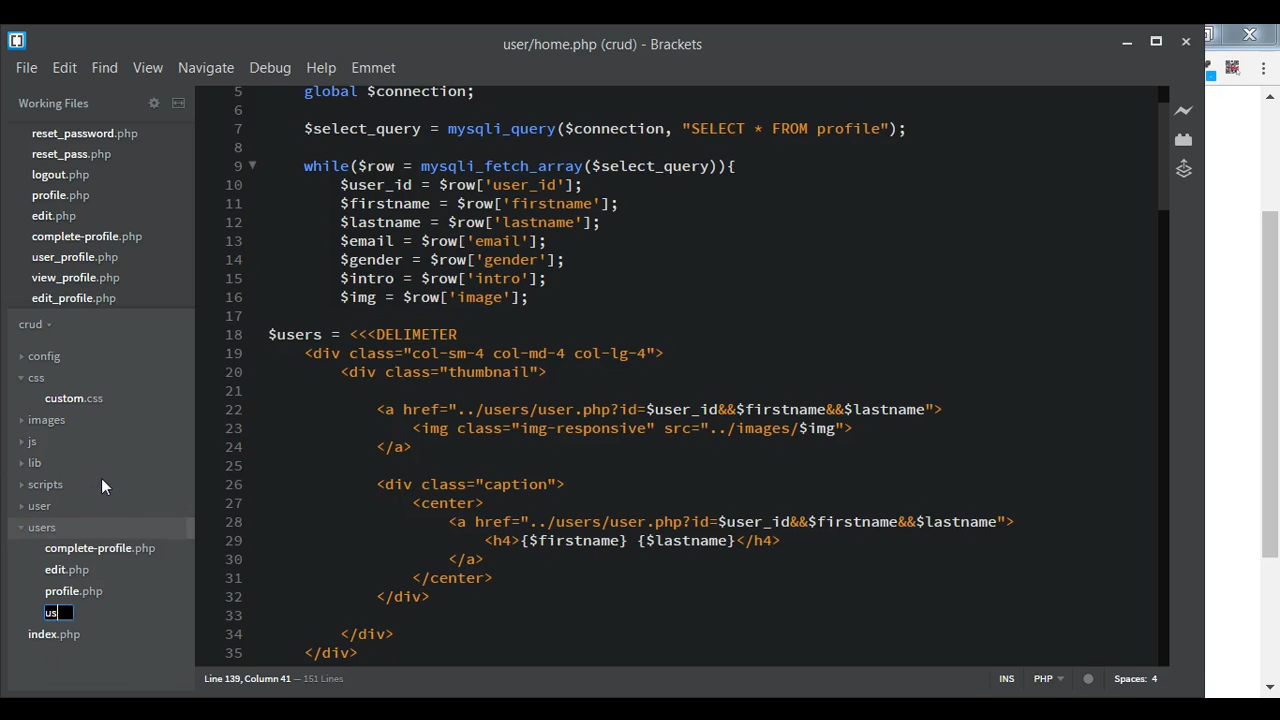 user/home.php (crud) - Brackets
File Edit Find View Navigate Debug Help Emmet
Working Files
reset_password.php
reset_pass.php
logout.php
profile.php
edit.php
complete-profile.php
user_profile.php
view_profile.php
edit_profile.php
crud
config
css
custom.css
images
js
lib
scripts
user
users
complete-profile.php
edit.php
profile.php
us
index.php
5 global $connection;
6
7 $select_query = mysqli_query($connection, "SELECT * FROM profile");
8
9 while($row = mysqli_fetch_array($select_query)){
10 $user_id = $row['user_id'];
11 $firstname = $row['firstname'];
12 $lastname = $row['lastname'];
13 $email = $row['email'];
14 $gender = $row['gender'];
15 $intro = $row['intro'];
16 $img = $row['image'];
17
18 $users = <<<DELIMETER
19 <div class="col-sm-4 col-md-4 col-lg-4">
20 <div class="thumbnail">
21
22 <a href="../users/user.php?id=$user_id&&$firstname&&$lastname">
23 <img class="img-responsive" src="../images/$img">
24 </a>
25
26 <div class="caption">
27 <center>
28 <a href="../users/user.php?id=$user_id&&$firstname&&$lastname">
29 <h4>{$firstname} {$lastname}</h4>
30 </a>
31 </center>
32 </div>
33
34 </div>
35 </div>
Line 139, Column 41 — 151 Lines
INS PHP Spaces: 4